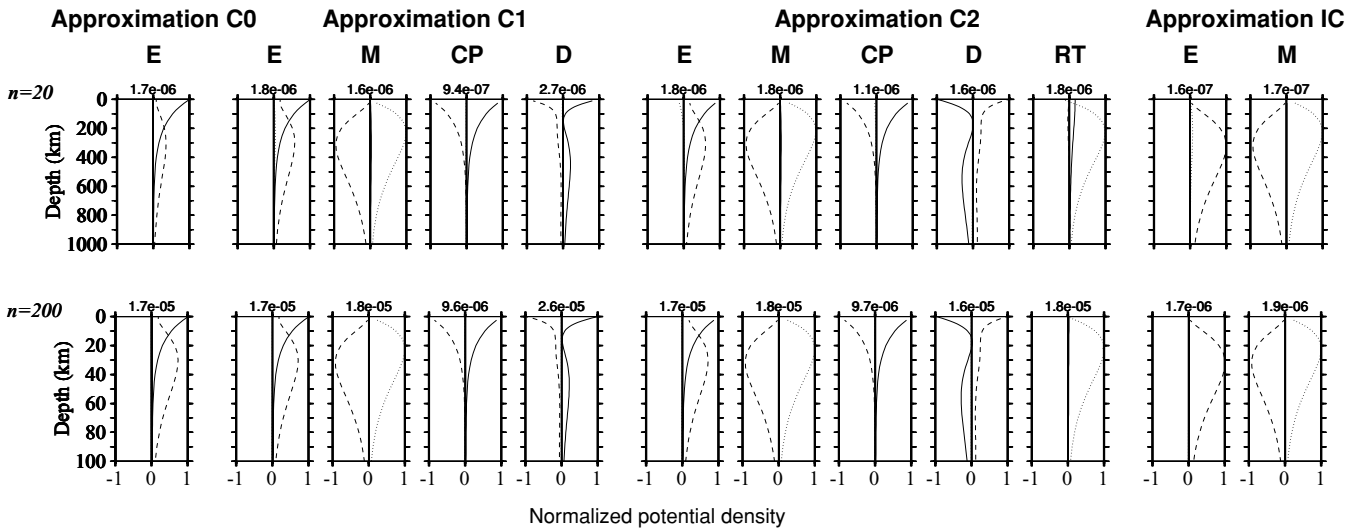 Approximation C0 Approximation C1 Approximation C2 Approximation IC
E E M CP D E M CP D RT E M
n=20 1.7e-06 1.8e-06 1.6e-06 9.4e-07 2.7e-06 1.8e-06 1.8e-06 1.1e-06 1.6e-06 1.8e-06 1.6e-07 1.7e-07
0
200
400
600
800
1000
Depth (km)
n=200 1.7e-05 1.7e-05 1.8e-05 9.6e-06 2.6e-05 1.7e-05 1.8e-05 9.7e-06 1.6e-05 1.8e-05 1.7e-06 1.9e-06
0
20
40
60
80
100
Depth (km)
-1 0 1 -1 0 1 -1 0 1 -1 0 1 -1 0 1 -1 0 1 -1 0 1 -1 0 1 -1 0 1 -1 0 1 -1 0 1 -1 0 1
Normalized potential density